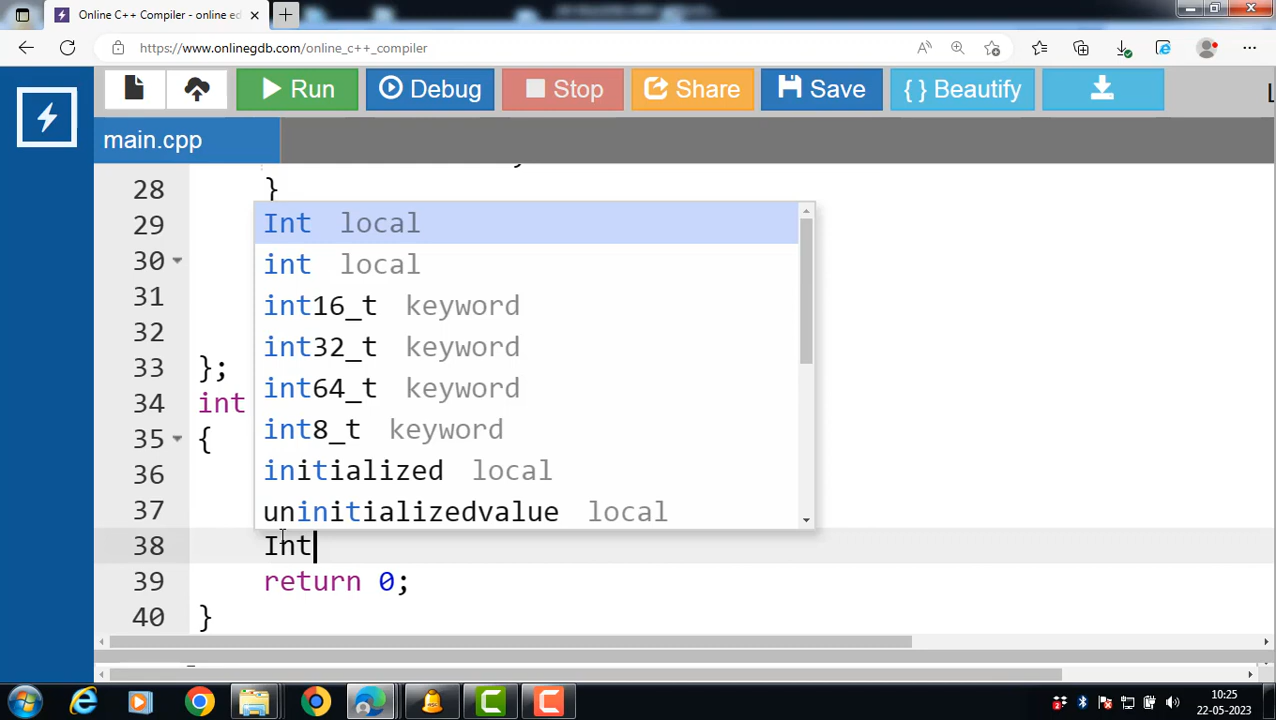 Online C++ Compiler - online ed
https://www.onlinegdb.com/online_c++_compiler
Run
Debug
Stop
Share
Save
{ } Beautify
main.cpp
28 }
29
30
31
32
33 };
34 int
35 {
36
37
38 Int
39 return 0;
40 }
Int local
int local
int16_t keyword
int32_t keyword
int64_t keyword
int8_t keyword
initialized local
uninitializedvalue local
10:25
22-05-2023